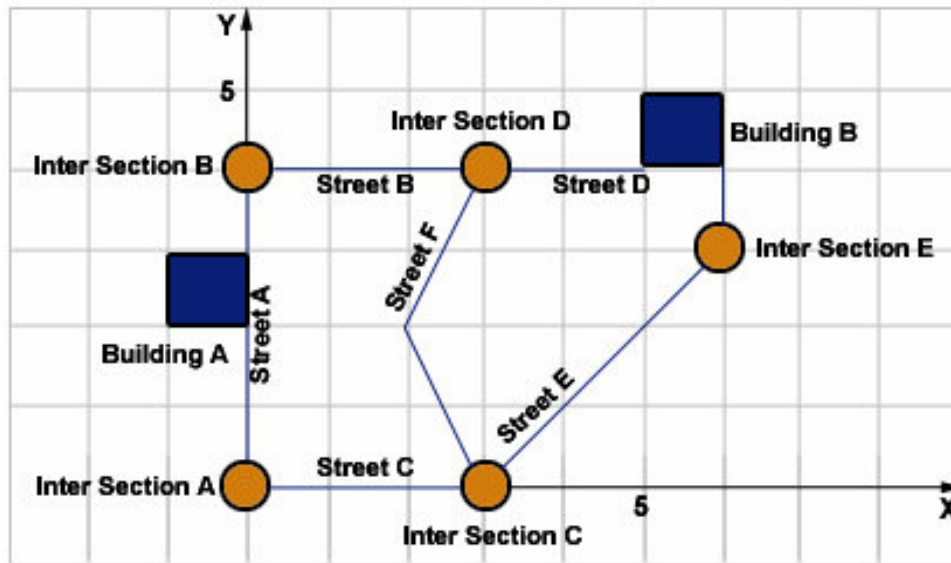 Y
5
Inter Section D
Building B
Inter Section B
Street B
Street D
Street F
Inter Section E
Street A
Building A
Street E
Street C
Inter Section A
5
X
Inter Section C